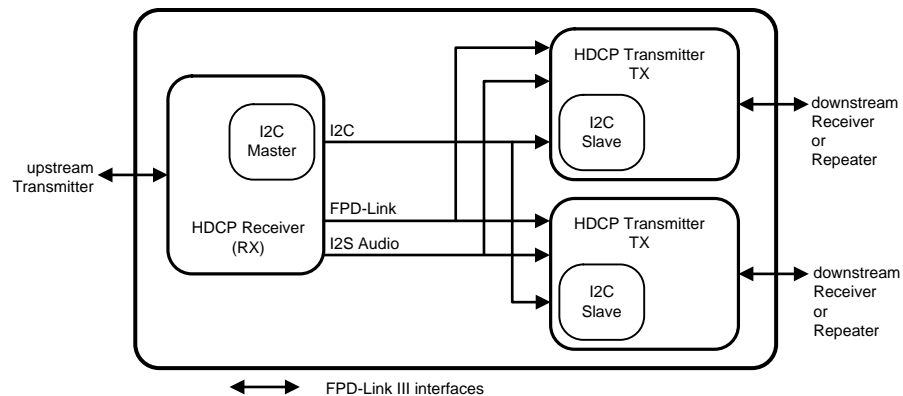 upstream
Transmitter
I2C
Master
HDCP Receiver
(RX)
I2C
FPD-Link
I2S Audio
HDCP Transmitter
TX
I2C
Slave
downstream
Receiver
or
Repeater
HDCP Transmitter
TX
I2C
Slave
downstream
Receiver
or
Repeater
FPD-Link III interfaces